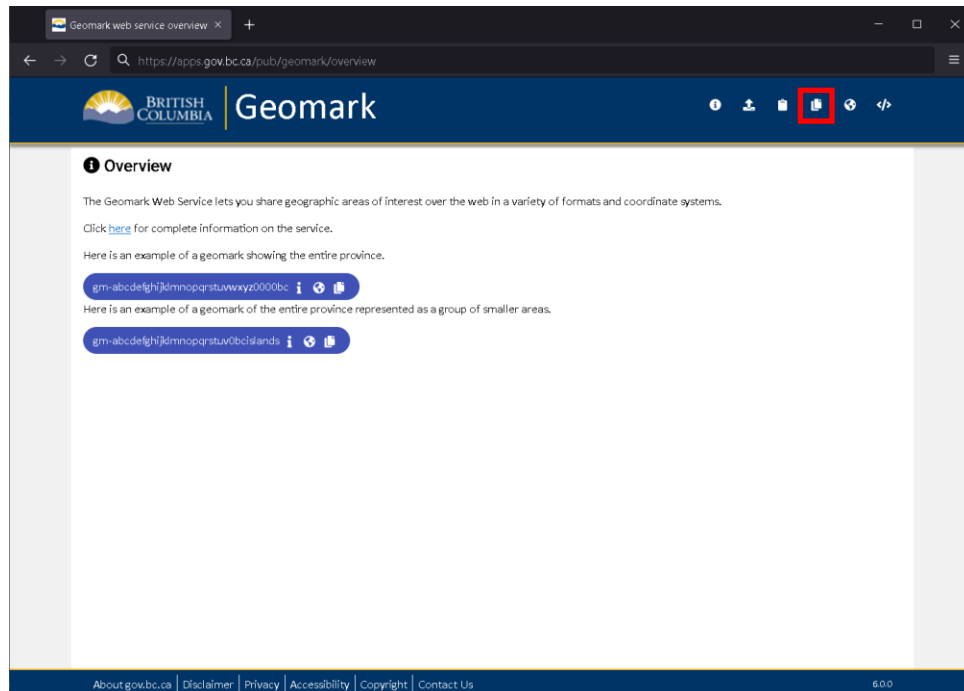 Geomark web service overview
https://apps.gov.bc.ca/pub/geomark/overview
BRITISH
COLUMBIA
Geomark
Overview
The Geomark Web Service lets you share geographic areas of interest over the web in a variety of formats and coordinate systems.
Click here for complete information on the service.
Here is an example of a geomark showing the entire province.
gm-abcdefghijklmnopqrstuvwxyz0000bc
Here is an example of a geomark of the entire province represented as a group of smaller areas.
gm-abcdefghijklmnopqrstuv0bcislands
About gov.bc.ca | Disclaimer | Privacy | Accessibility | Copyright | Contact Us 6.0.0